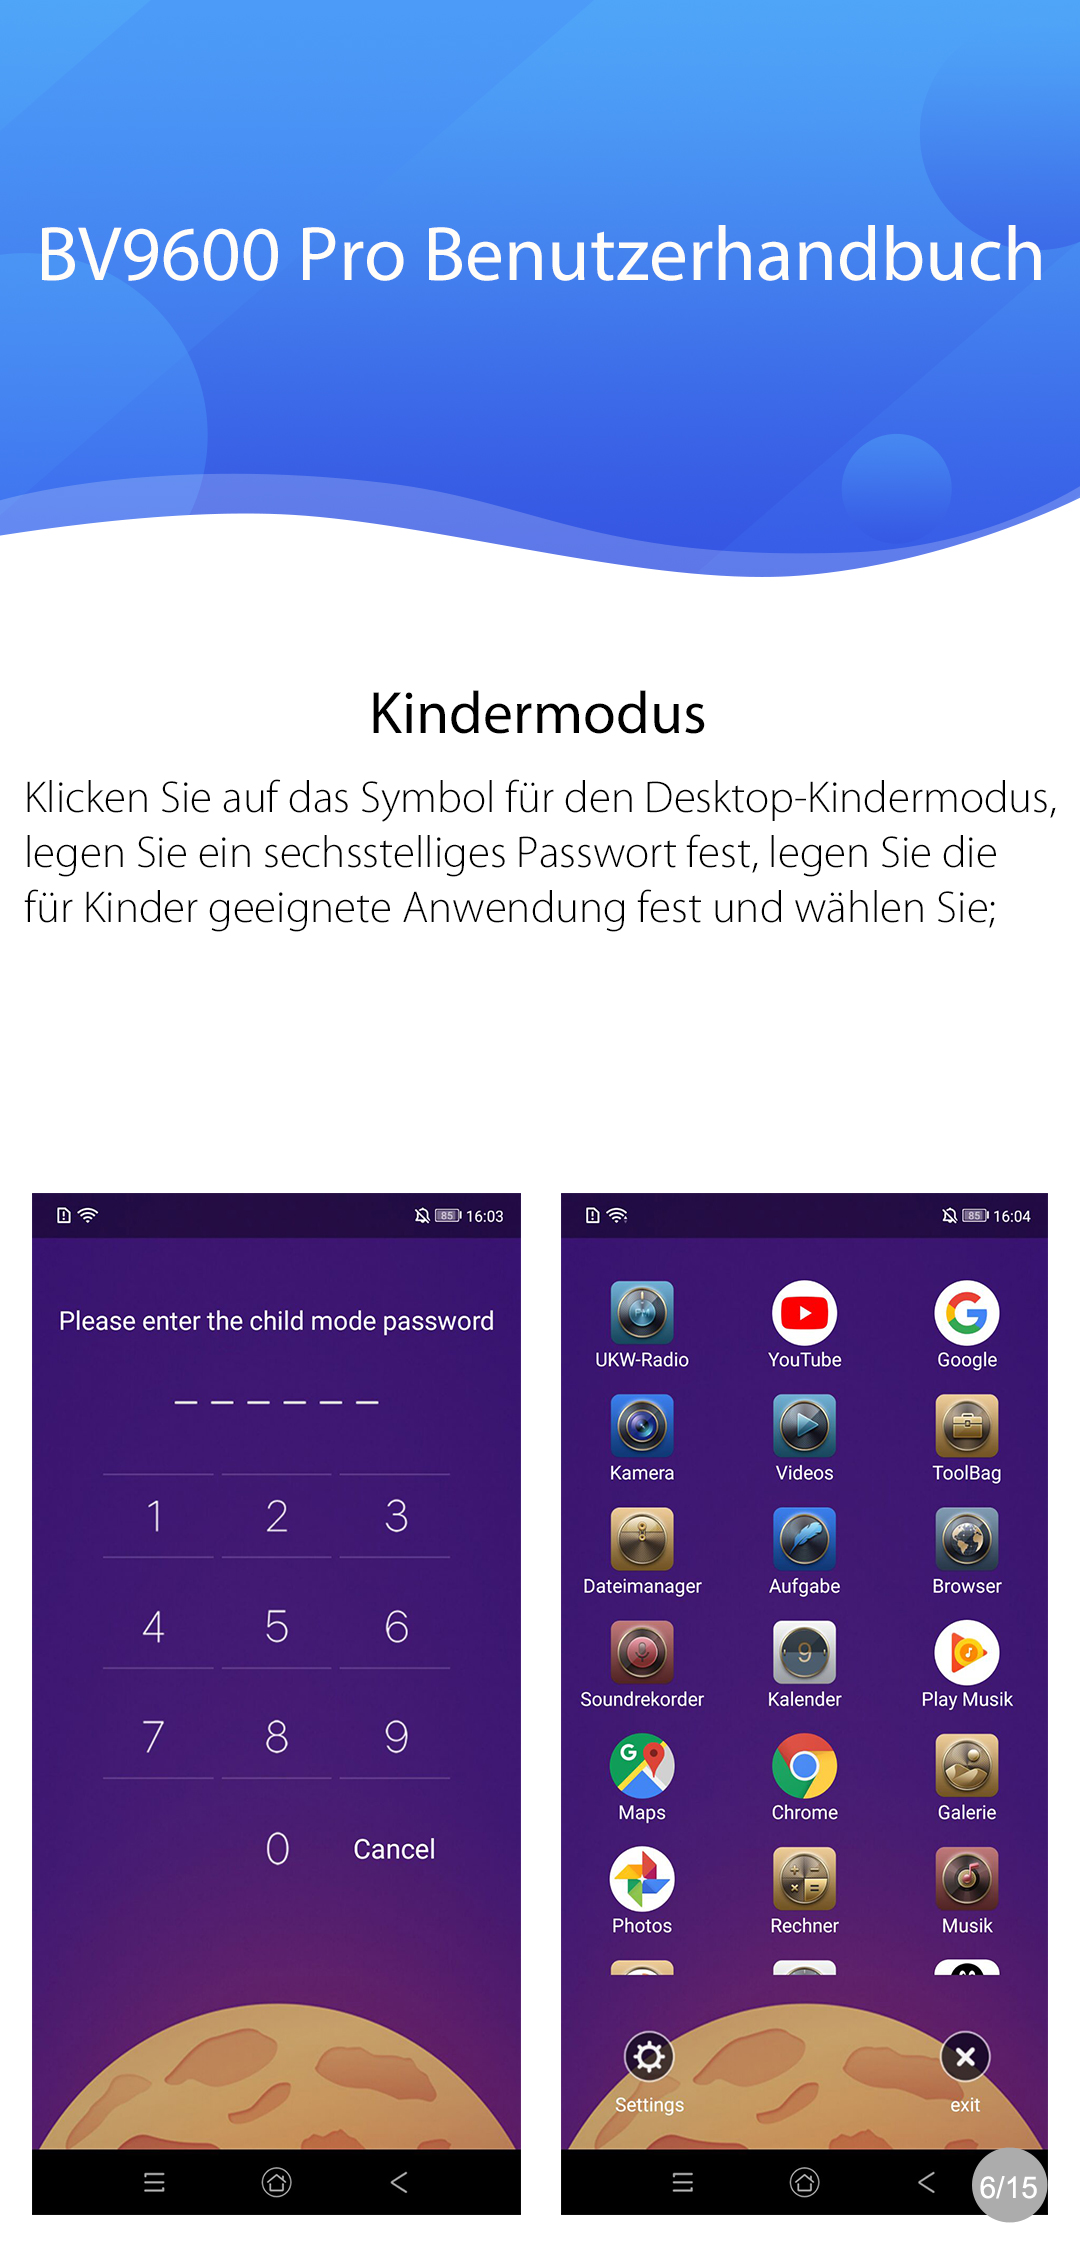 BV9600 Pro Benutzerhandbuch
Kindermodus
Klicken Sie auf das Symbol für den Desktop-Kindermodus,
legen Sie ein sechsstelliges Passwort fest, legen Sie die
für Kinder geeignete Anwendung fest und wählen Sie;
85 16:03
Please enter the child mode password
1 2 3
4 5 6
7 8 9
0 Cancel
85 16:04
UKW-Radio YouTube Google
Kamera Videos ToolBag
Dateimanager Aufgabe Browser
9
Soundrekorder Kalender Play Musik
G
Maps Chrome Galerie
Photos Rechner Musik
Settings exit
6/15